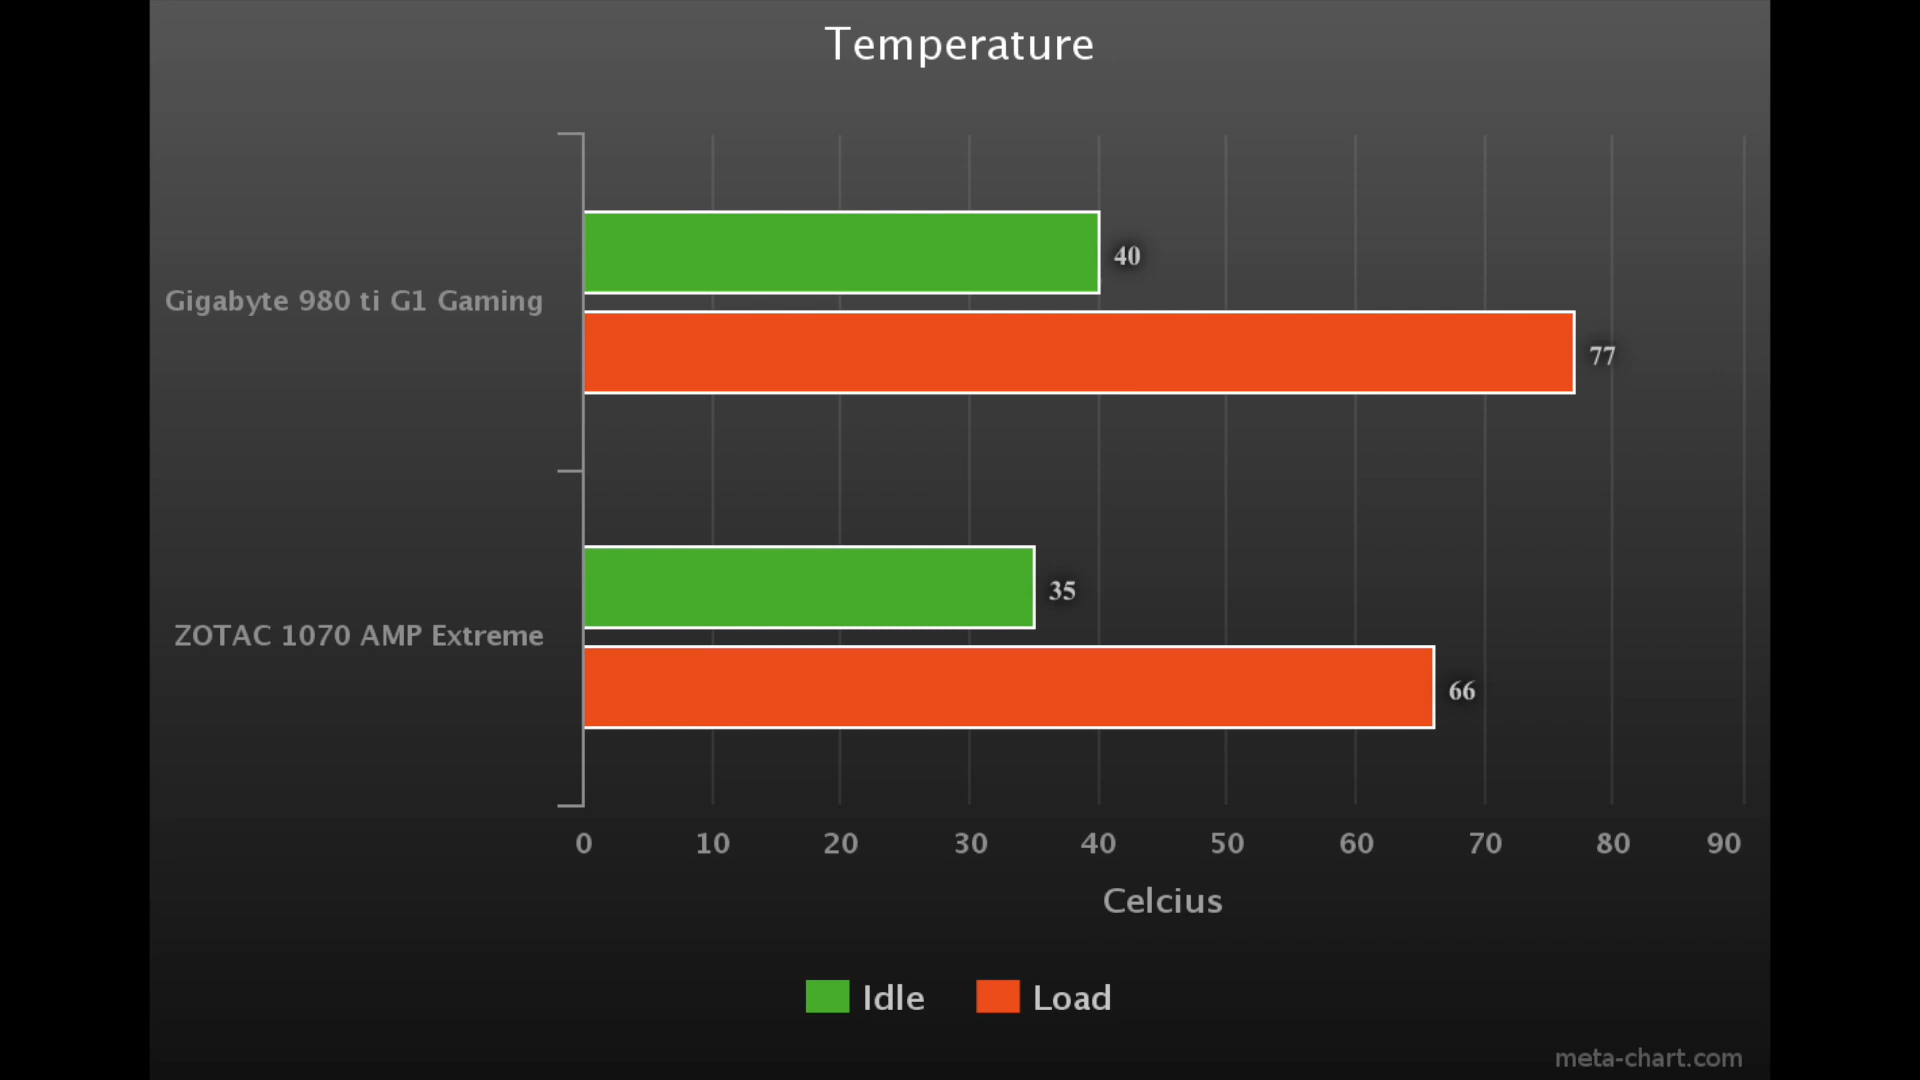 Temperature
40
Gigabyte 980 ti G1 Gaming
77
35
ZOTAC 1070 AMP Extreme
66
0 10 20 30 40 50 60 70 80 90
Celcius
Idle Load
meta-chart.com